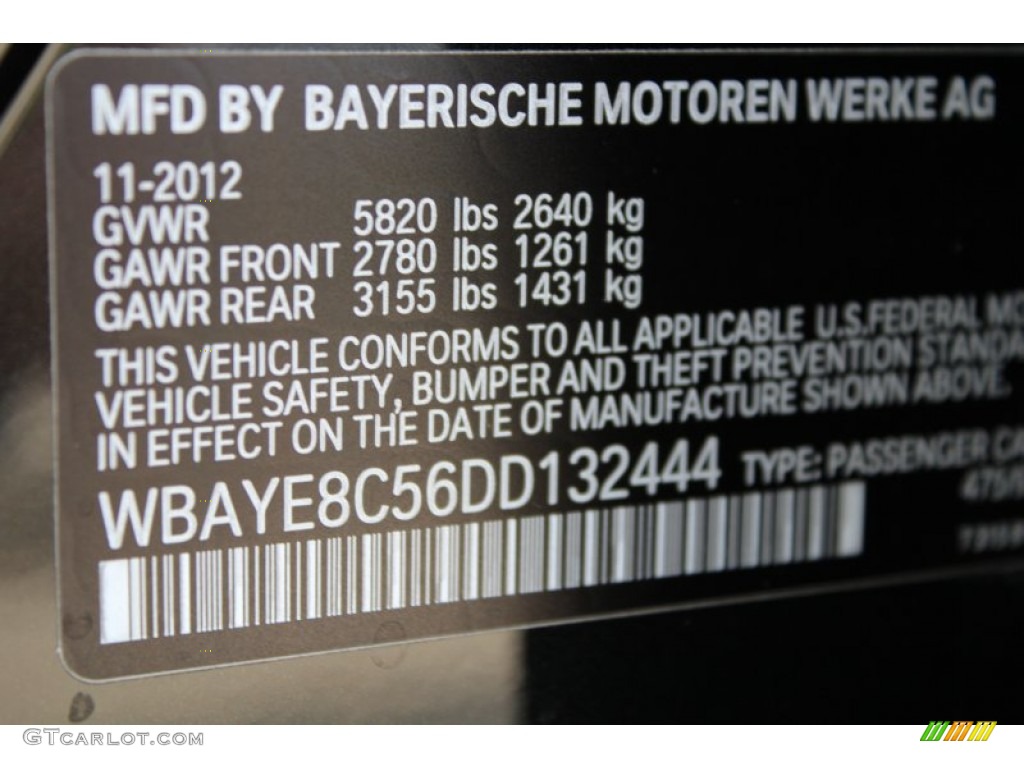 MFD BY BAYERISCHE MOTOREN WERKE AG
11-2012
GVWR 5820 lbs 2640 kg
GAWR FRONT 2780 lbs 1261 kg
GAWR REAR 3155 lbs 1431 kg
THIS VEHICLE CONFORMS TO ALL APPLICABLE U.S.FEDERAL
VEHICLE SAFETY, BUMPER AND THEFT PREVENTION
IN EFFECT ON THE DATE OF MANUFACTURE SHOWN ABOVE.
WBAYE8C56DD132444 TYPE: PASSENGER
GTCARLOT.COM